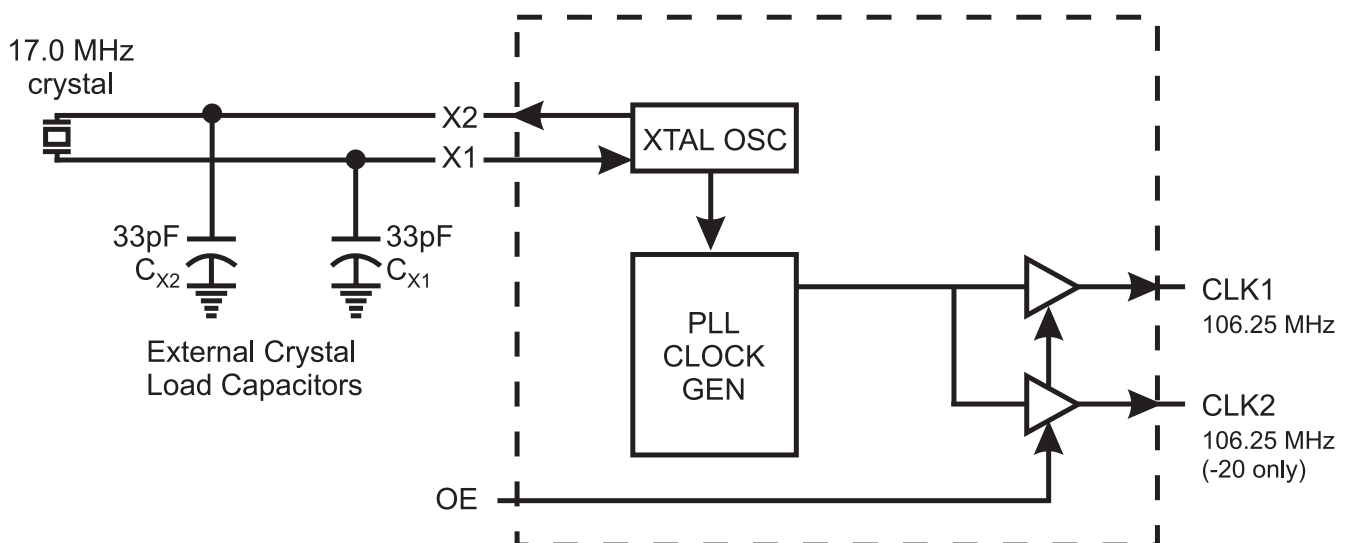 17.0 MHz
crystal
X2
X1
XTAL OSC
33pF
CX2
33pF
CX1
External Crystal
Load Capacitors
PLL
CLOCK
GEN
CLK1
106.25 MHz
CLK2
106.25 MHz
(-20 only)
OE